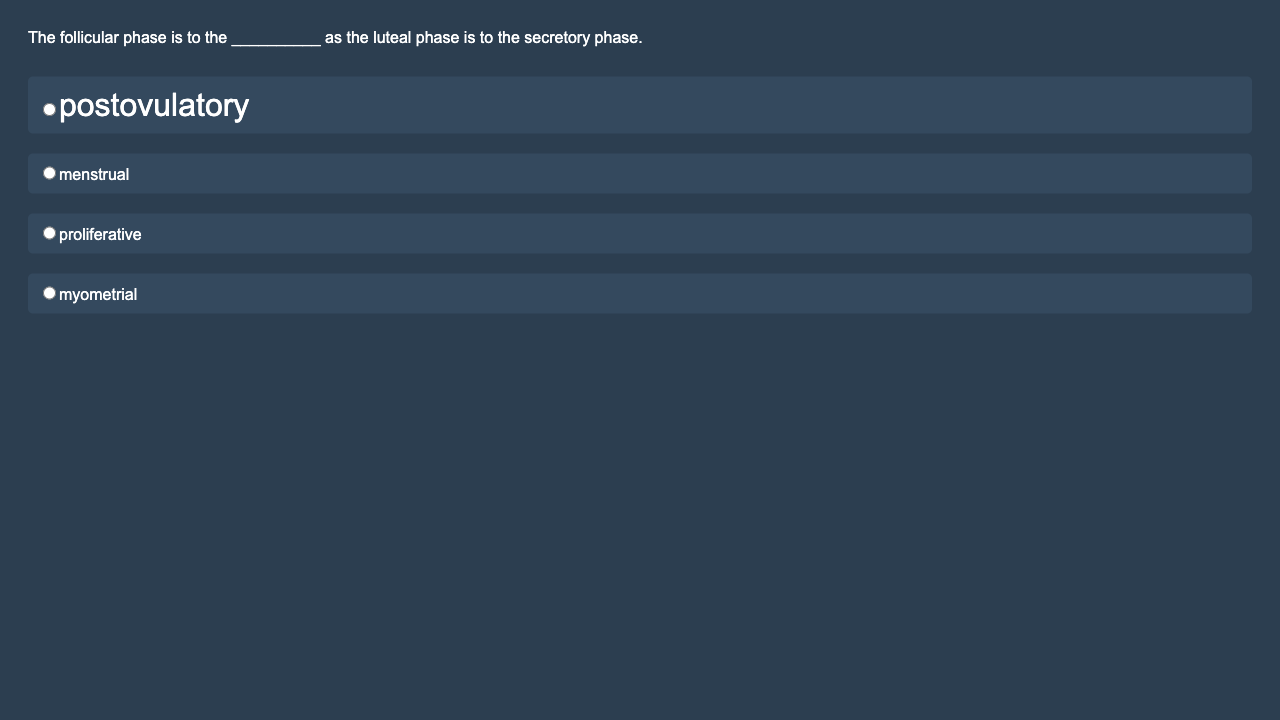 The follicular phase is to the __________ as the luteal phase is to the secretory phase.
postovulatory
menstrual
proliferative
myometrial